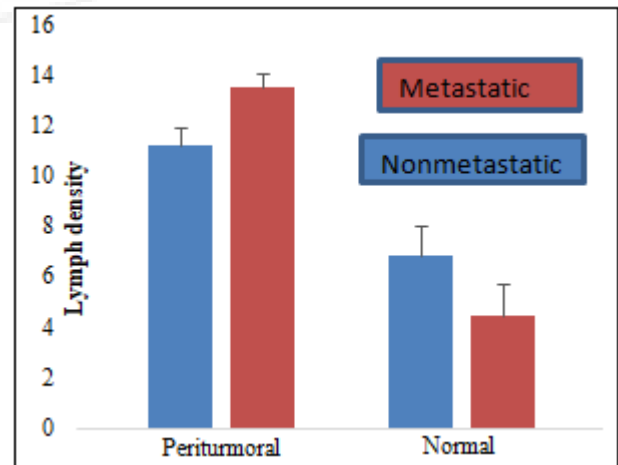 16
14
12
10
8
6
4
2
0
Lymph density
Metastatic
Nonmetastatic
Periturmoral
Normal